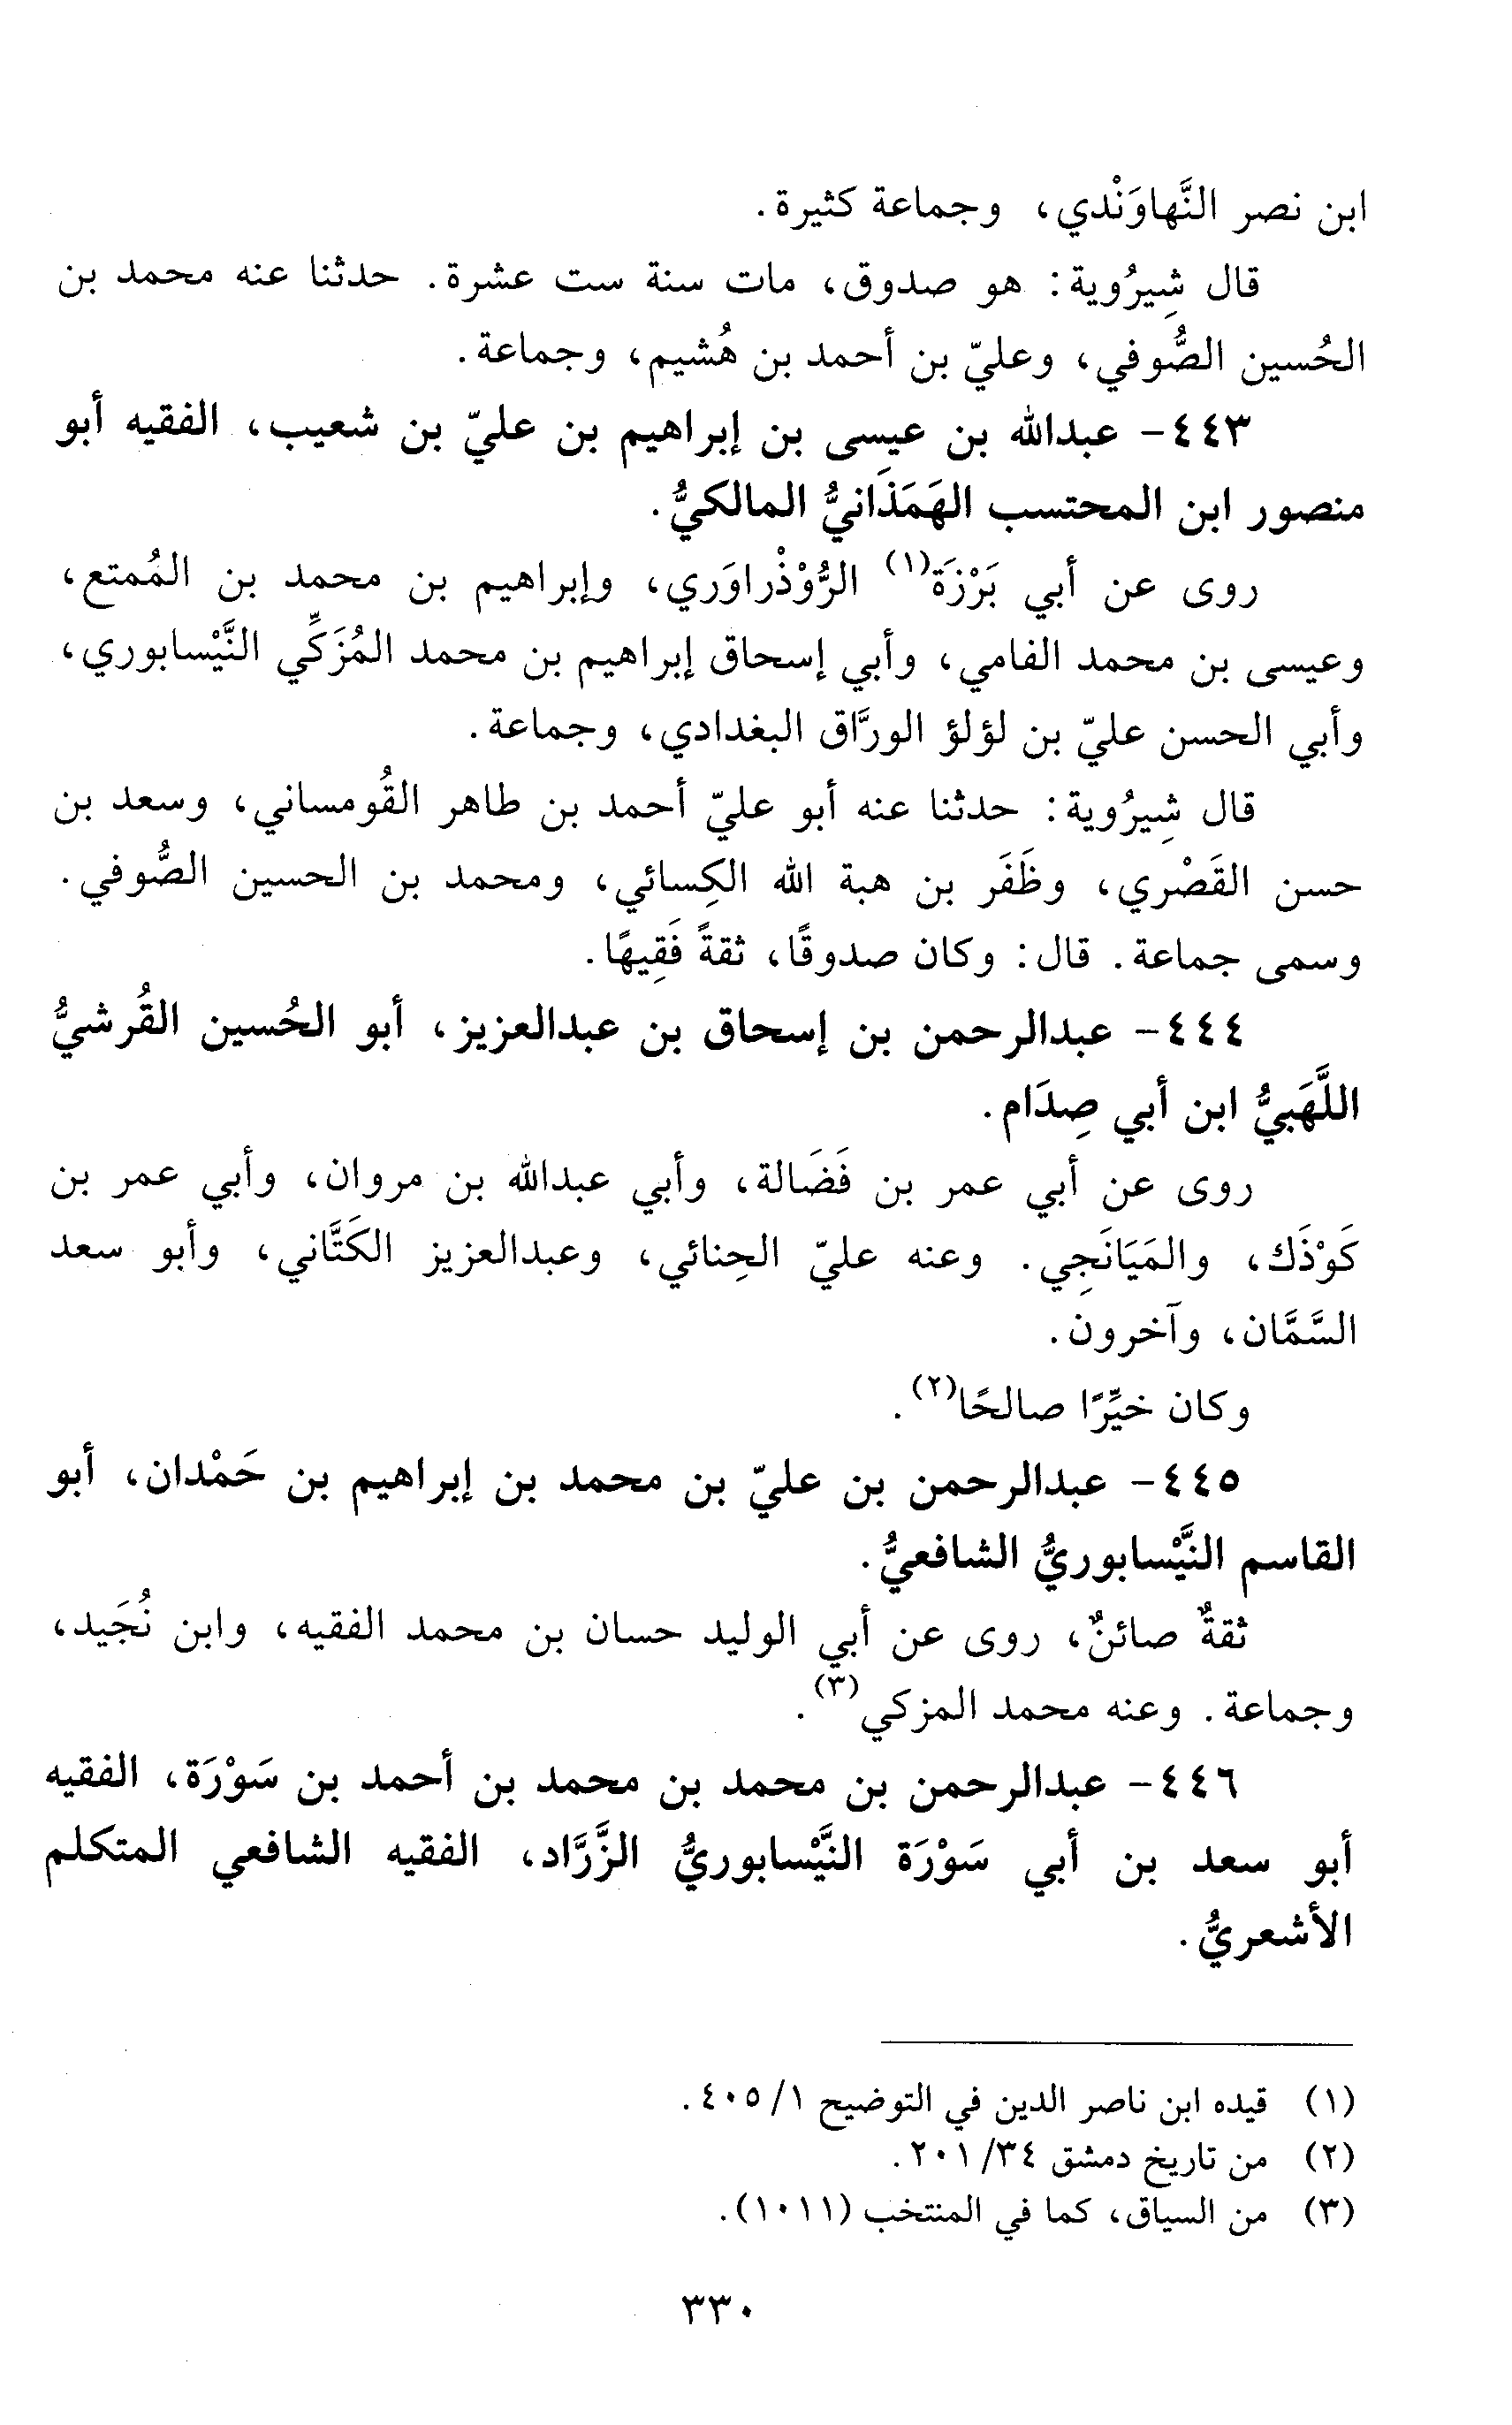 ابن نصر النَّهاوَنْدي، وجماعة كثيرة.
قال شِيرُوية: هو صدوق، مات سنة ست عشرة. حدثنا عنه محمد بن
الحُسين الصُّوفي، وعليّ بن أحمد بن هُشيم، وجماعة.
٤٤٣- عبدالله بن عيسى بن إبراهيم بن عليّ بن شعيب، الفقيه أبو
منصور ابن المحتسب الهَمَذَانيُّ المالكيُّ.
روى عن أبي بَرْزَة(١) الرُّوْذْراوَري، وإبراهيم بن محمد بن المُمتع،
وعيسى بن محمد الفامي، وأبي إسحاق إبراهيم بن محمد المُزَكِّي النَّيْسابوري،
وأبي الحسن عليّ بن لؤلؤ الورَّاق البغدادي، وجماعة.
قال شِيرُوية: حدثنا عنه أبو عليّ أحمد بن طاهر القُومساني، وسعد بن
حسن القَصْري، وظَفَر بن هبة الله الكِسائي، ومحمد بن الحسين الصُّوفي.
وسمى جماعة. قال: وكان صدوقًا، ثقةً فَقِيهًا.
٤٤٤- عبدالرحمن بن إسحاق بن عبدالعزيز، أبو الحُسين القُرشيُّ
اللَّهَبيُّ ابن أبي صِدَام.
روى عن أبي عمر بن فَضَالة، وأبي عبدالله بن مروان، وأبي عمر بن
كَوْذَك، والمَيَانَجِي. وعنه عليّ الحِنائي، وعبدالعزيز الكَتَّاني، وأبو سعد
السَّمَّان، وآخرون.
وكان خيِّرًا صالحًا(٢).
٤٤٥- عبدالرحمن بن عليّ بن محمد بن إبراهيم بن حَمْدان، أبو
القاسم النَّيْسابوريُّ الشافعيُّ.
ثقةٌ صائنٌ، روى عن أبي الوليد حسان بن محمد الفقيه، وابن نُجَيد،
وجماعة. وعنه محمد المزكي(٣).
٤٤٦- عبدالرحمن بن محمد بن محمد بن أحمد بن سَوْرَة، الفقيه
أبو سعد بن أبي سَوْرَة النَّيْسابوريُّ الزَّرَّاد، الفقيه الشافعي المتكلم
الأشعريُّ.
(١) قيده ابن ناصر الدين في التوضيح ١/ ٤٠٥.
(٢) من تاريخ دمشق ٣٤/ ٢٠١.
(٣) من السياق، كما في المنتخب (١٠١١).
٣٣٠